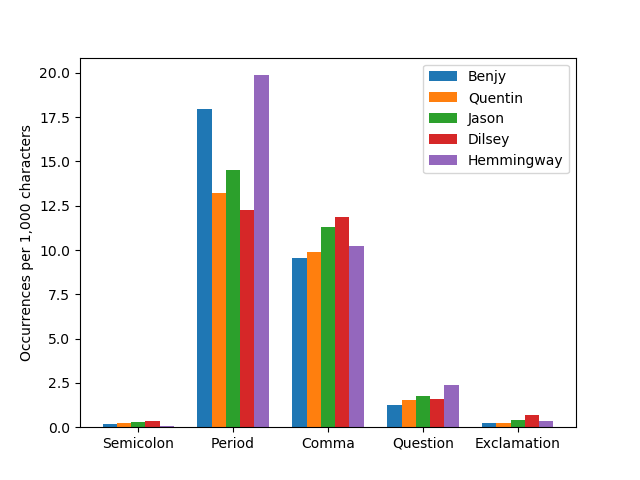 Occurrences per 1,000 characters
20.0
17.5
15.0
12.5
10.0
7.5
5.0
2.5
0.0
Semicolon Period Comma Question Exclamation
Benjy
Quentin
Jason
Dilsey
Hemmingway